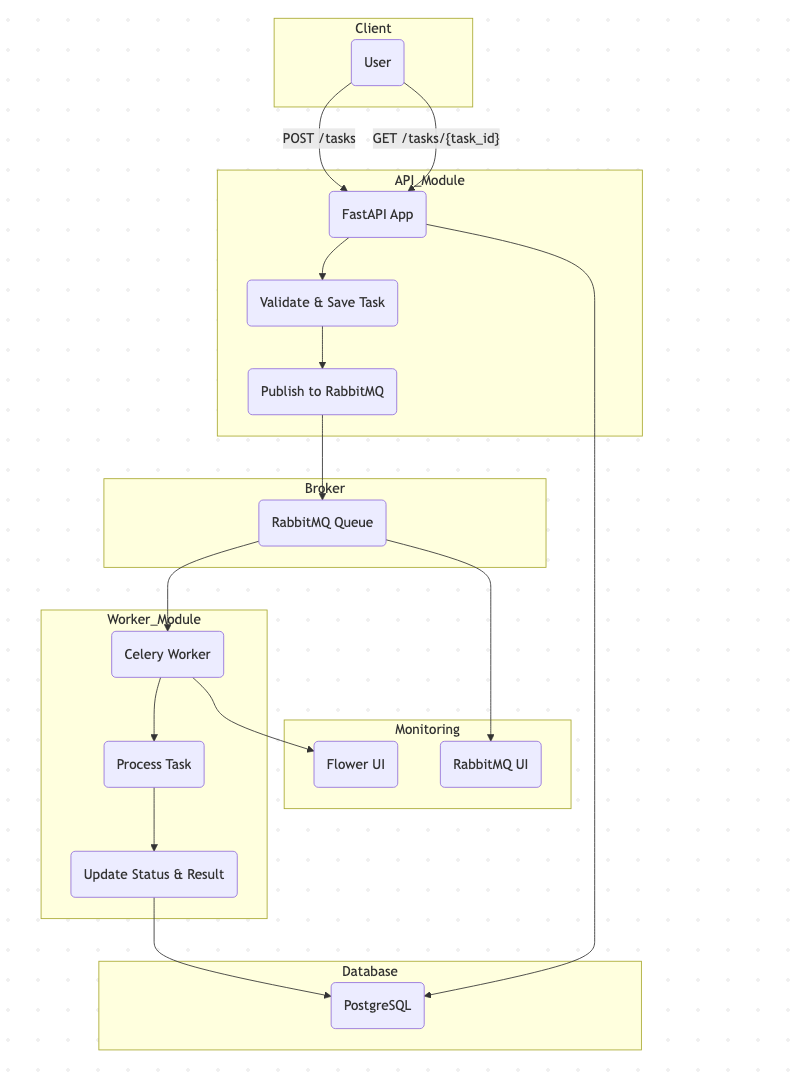 Client
User
POST /tasks
GET /tasks/{task_id}
API_Module
FastAPI App
Validate & Save Task
Publish to RabbitMQ
Broker
RabbitMQ Queue
Worker_Module
Celery Worker
Monitoring
Process Task
Flower UI
RabbitMQ UI
Update Status & Result
Database
PostgreSQL